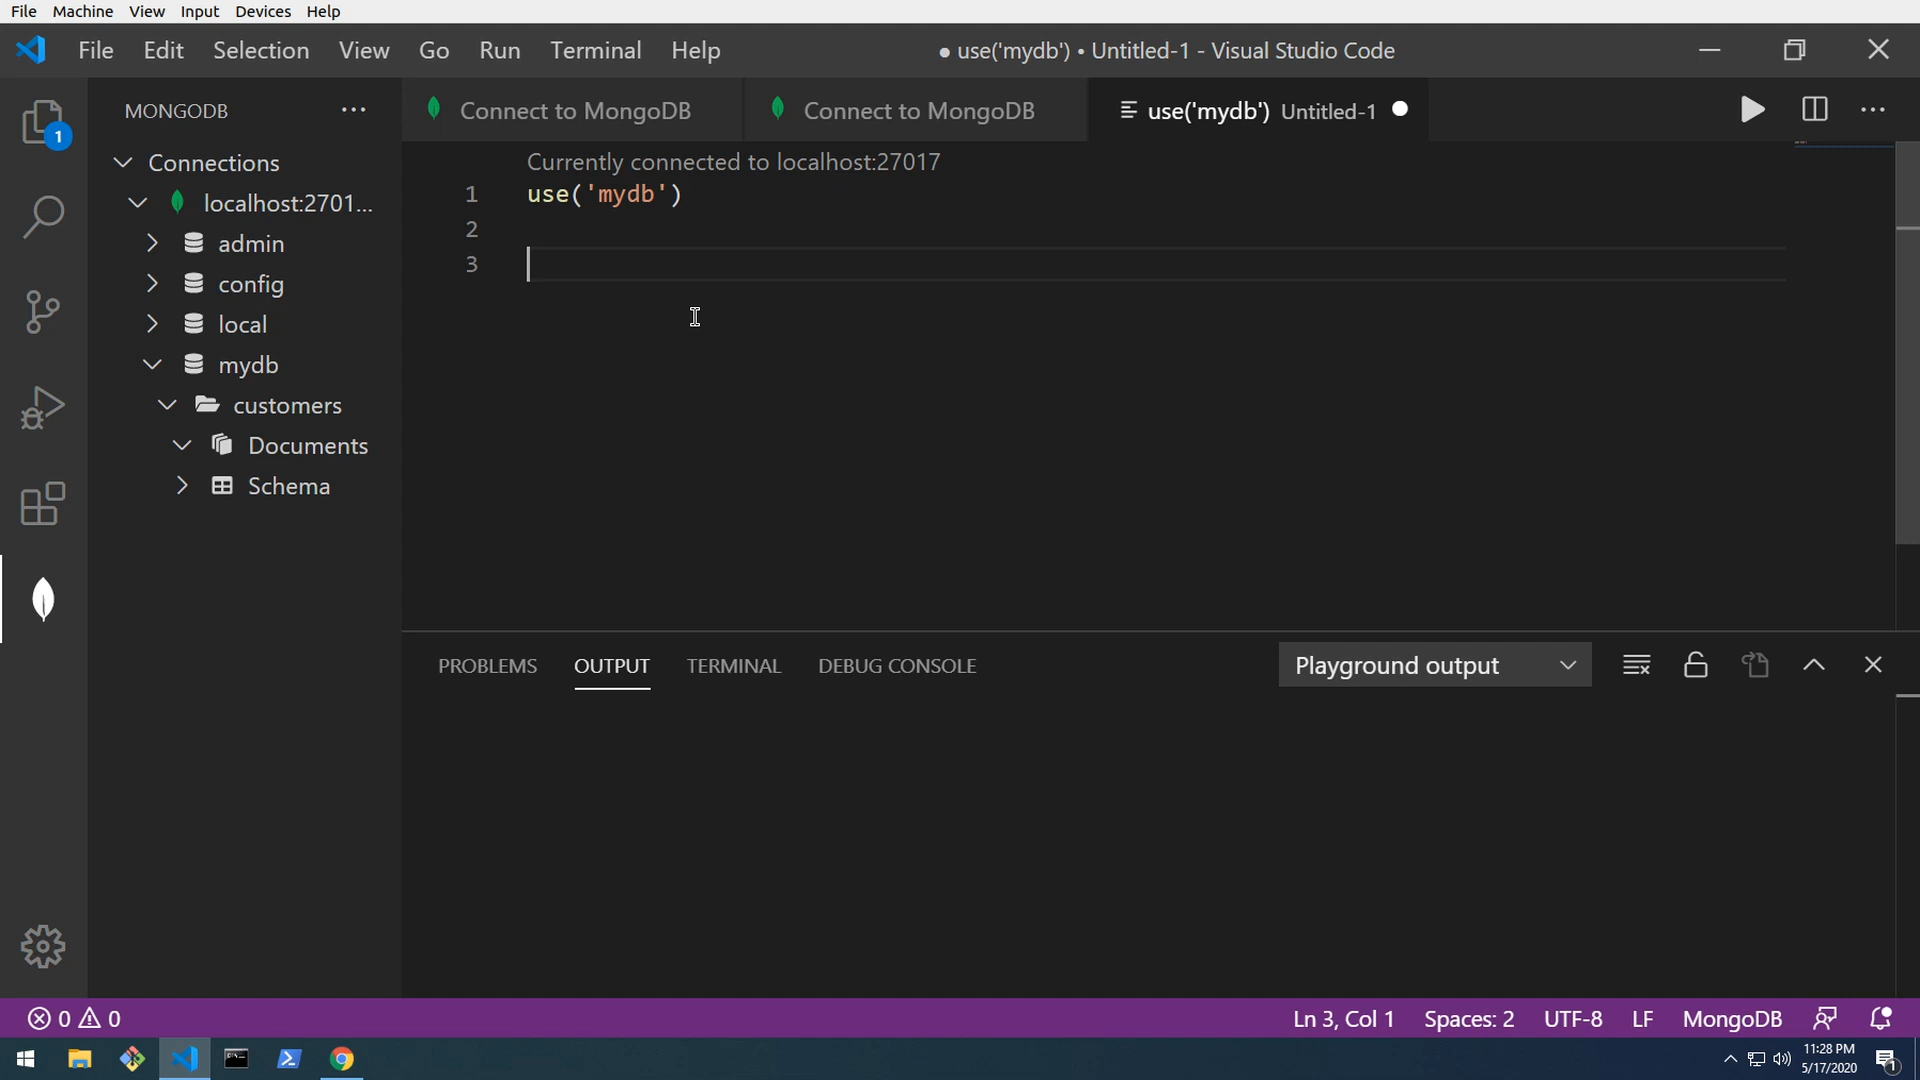 File Machine View Input Devices Help
File Edit Selection View Go Run Terminal Help ● use('mydb') • Untitled-1 - Visual Studio Code
MONGODB ···
Connect to MongoDB Connect to MongoDB use('mydb') Untitled-1 ●
1
Connections
localhost:2701...
admin
config
local
mydb
customers
Documents
Schema
Currently connected to localhost:27017
1 use('mydb')
2
3
PROBLEMS OUTPUT TERMINAL DEBUG CONSOLE Playground output
0 0 Ln 3, Col 1 Spaces: 2 UTF-8 LF MongoDB
11:28 PM
5/17/2020
1